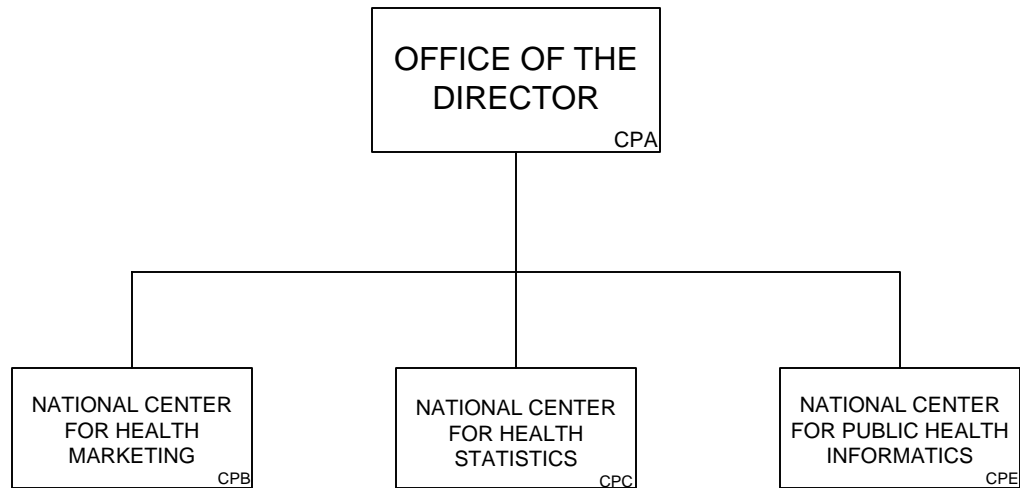 OFFICE OF THE
DIRECTOR
CPA
NATIONAL CENTER
FOR HEALTH
MARKETING
CPB
NATIONAL CENTER
FOR HEALTH
STATISTICS
CPC
NATIONAL CENTER
FOR PUBLIC HEALTH
INFORMATICS
CPE